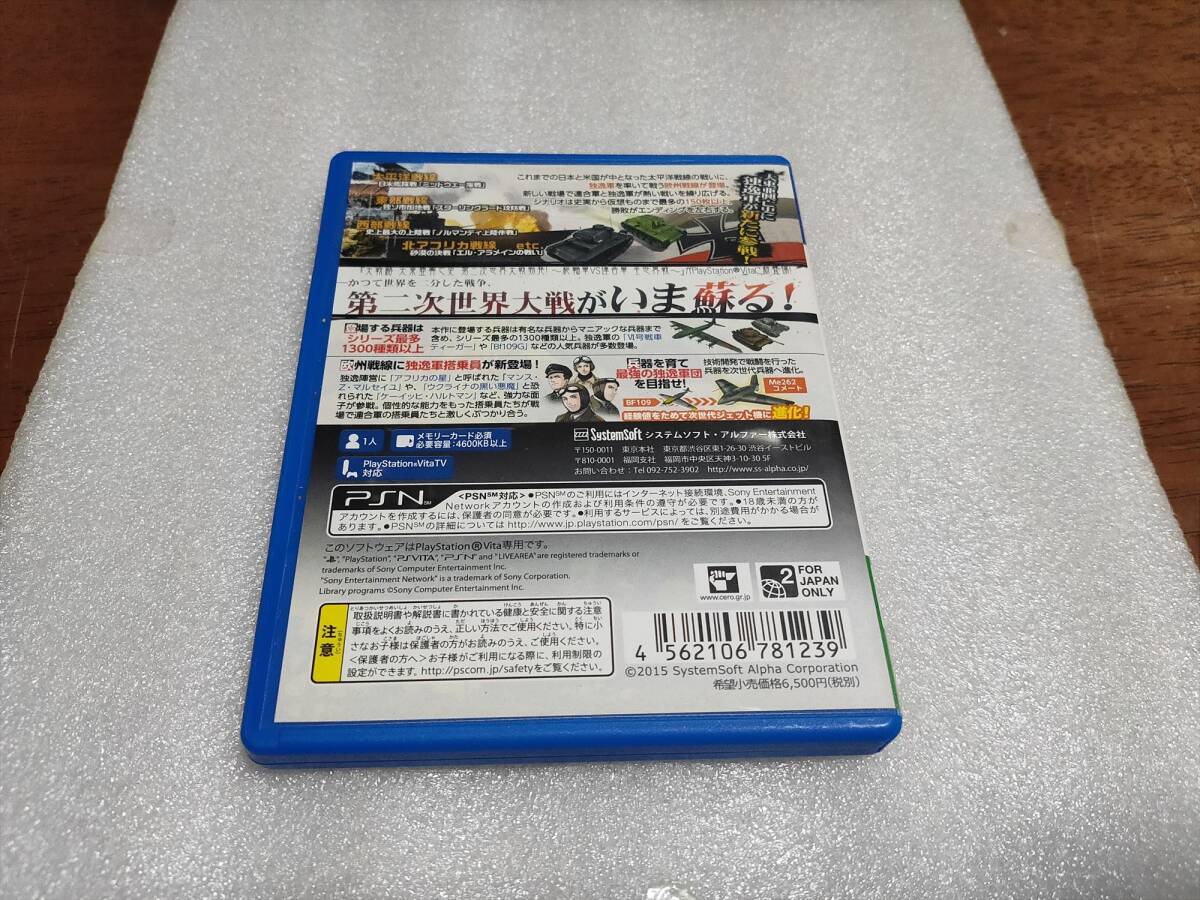 太平洋戦線
日米艦隊戦「ミッドウェー海戦」
東部戦線
独ソ市街地戦「スターリングラード攻防戦」
西部戦線
史上最大の上陸戦「ノルマンディ上陸作戦」
北アフリカ戦線 etc.
砂漠の決戦「エル・アラメインの戦い」
これまでの日本と米国が中となった太平洋戦線の戦いに、
独逸軍を率いて戦う欧州戦線が登場。
新しい戦場で連合軍と独逸軍が熱い戦いを繰り広げる。
シナリオは史実から仮想ものまで最多の150枚以上。
勝敗がエンディングを左右する。
大東亜興亡史に
独逸軍が新たに参戦!
かつて世界を二分した戦争、
第二次世界大戦がいま蘇る!
登場する兵器は
シリーズ最多
1300種類以上
本作に登場する兵器は有名な兵器からマニアックな兵器まで
含め、シリーズ最多の1300種類以上。独逸軍の「Ⅵ号戦車
ティーガー」や「Bf109G」などの人気兵器が多数登場。
欧州戦線に独逸軍搭乗員が新登場!
独逸陣営に「アフリカの星」と呼ばれた「マンス・
Z・マルセイユ」や、「ウクライナの黒い悪魔」と恐
れられた「ケーイッヒ・ハルトマン」など、強力な面
子が参戦。個性的な能力をもった搭乗員たちが戦
場で連合軍の搭乗員たちと激しくぶつかり合う。
兵器を育て
最強の独逸軍団
を目指せ!
技術開発で戦闘を行った
兵器を次世代兵器へ進化。
Me262
コメート
BF109
経験値をためて次世代ジェット機に進化!
1人
メモリーカード必須
必要容量:4600KB以上
PlayStation®VitaTV
対応
SystemSoft システムソフト・アルファー株式会社
〒150-0011 東京本社 東京都渋谷区東1-26-30 渋谷イーストビル
〒810-0001 福岡支社 福岡市中央区天神3-10-30 5F
お問い合わせ:Tel 092-752-3902 http://www.ss-alpha.co.jp/
PSN℠
<PSN℠対応> ●PSN℠のご利用にはインターネット接続環境、Sony Entertainment
Networkアカウントの作成および利用条件の遵守が必要です。●18歳未満の方が
アカウントを作成するには、保護者の同意が必要です。●利用するサービスによっては、別途費用がかかる場合が
あります。●PSN℠の詳細については http://www.jp.playstation.com/psn/ をご覧ください。
このソフトウェアはPlayStation®Vita専用です。
"PlayStation", "PSVITA", "PSN" and "LIVEAREA" are registered trademarks or
trademarks of Sony Computer Entertainment Inc.
"Sony Entertainment Network" is a trademark of Sony Corporation.
Library programs ©Sony Computer Entertainment Inc.
www.cero.gr.jp
2
FOR
JAPAN
ONLY
注意
取扱説明書や解説書に書かれている健康と安全に関する注意
事項をよくお読みのうえ、正しい方法でご使用ください。特に小
さなお子様は保護者の方がお読みのうえ、ご使用ください。
<保護者の方へ>お子様がご利用になる際に、利用制限の
設定ができます。http://pscom.jp/safetyをご覧ください。
4 562106 781239
©2015 SystemSoft Alpha Corporation
希望小売価格6,500円(税別)